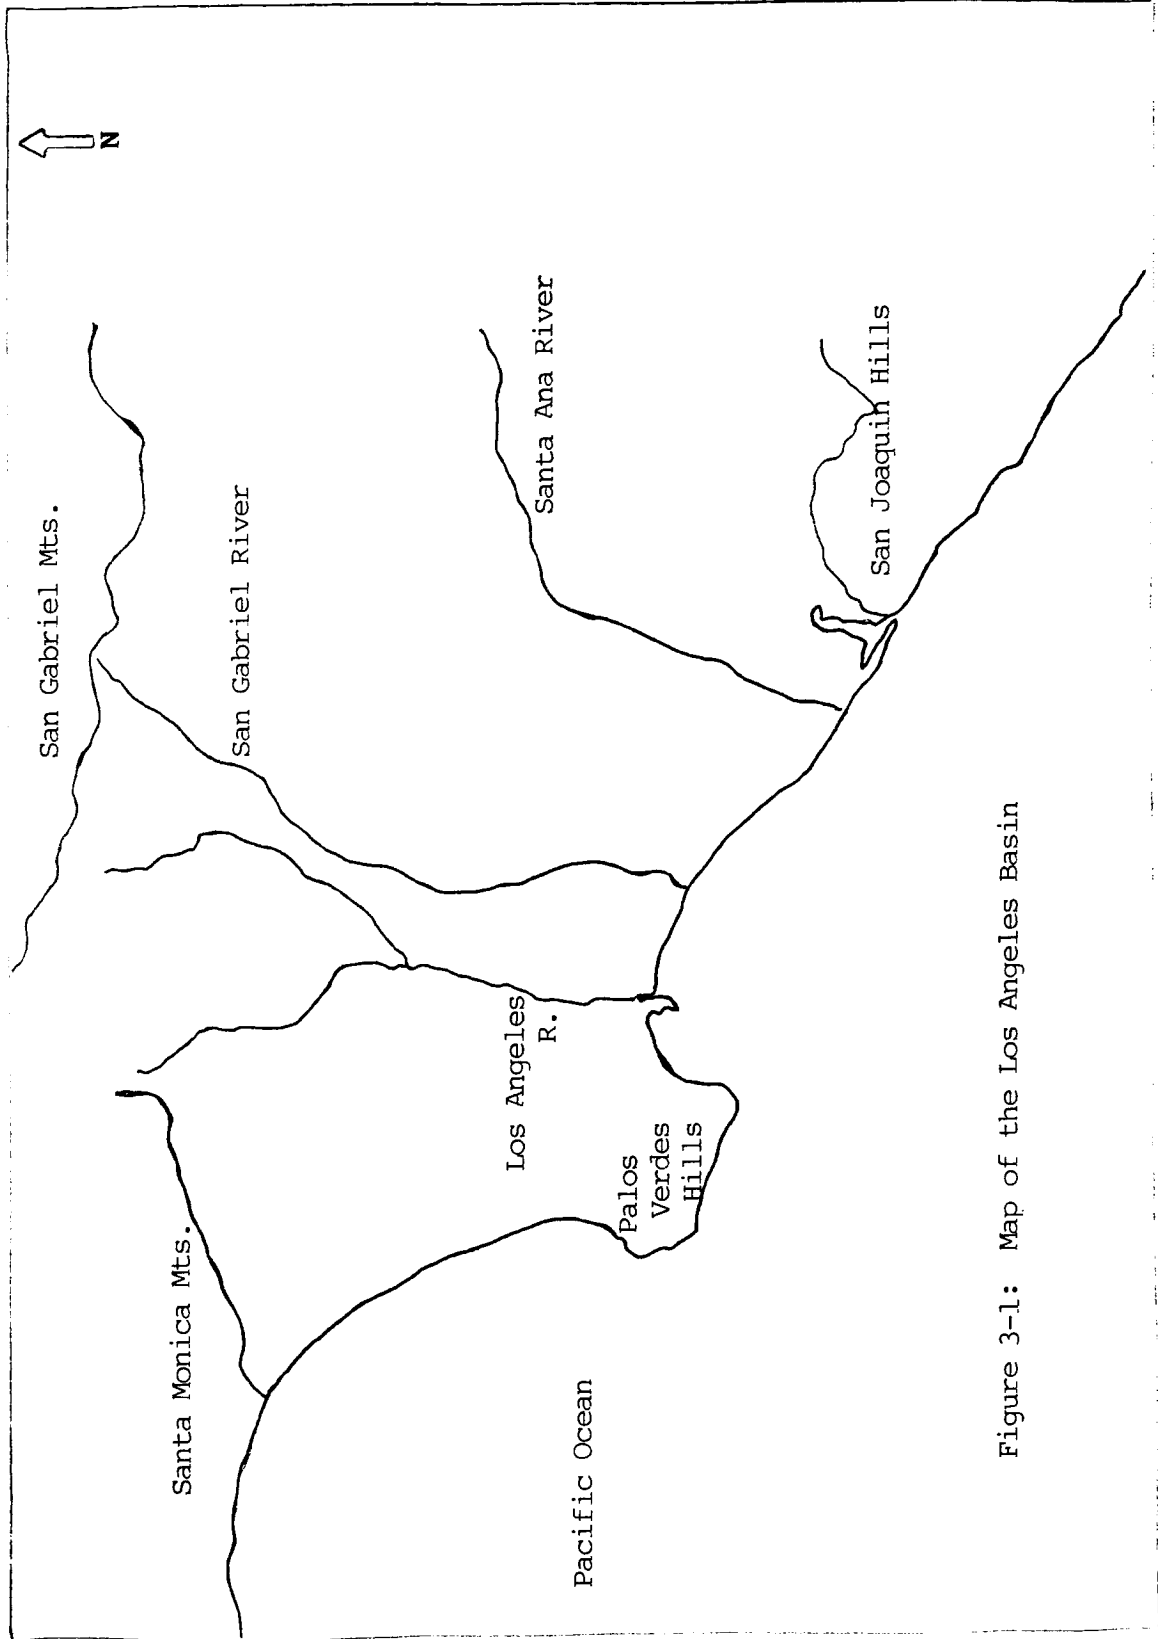 N
San Gabriel Mts.
San Gabriel River
Santa Monica Mts.
Santa Ana River
Los Angeles
R.
Palos
Verdes
Hills
San Joaquin Hills
Pacific Ocean
Figure 3-1: Map of the Los Angeles Basin